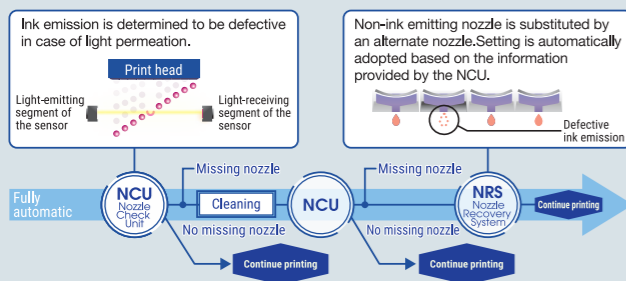 Ink emission is determined to be defective
in case of light permeation.
Print head
Light-emitting
segment of
the sensor
Light-receiving
segment of the
sensor
Non-ink emitting nozzle is substituted by
an alternate nozzle.Setting is automatically
adopted based on the information
provided by the NCU.
Defective
ink emission
Fully
automatic
NCU
Nozzle
Check
Unit
Missing nozzle
Cleaning
No missing nozzle
Continue printing
NCU
Missing nozzle
No missing nozzle
Continue printing
NRS
Nozzle
Recovery
System
Continue printing